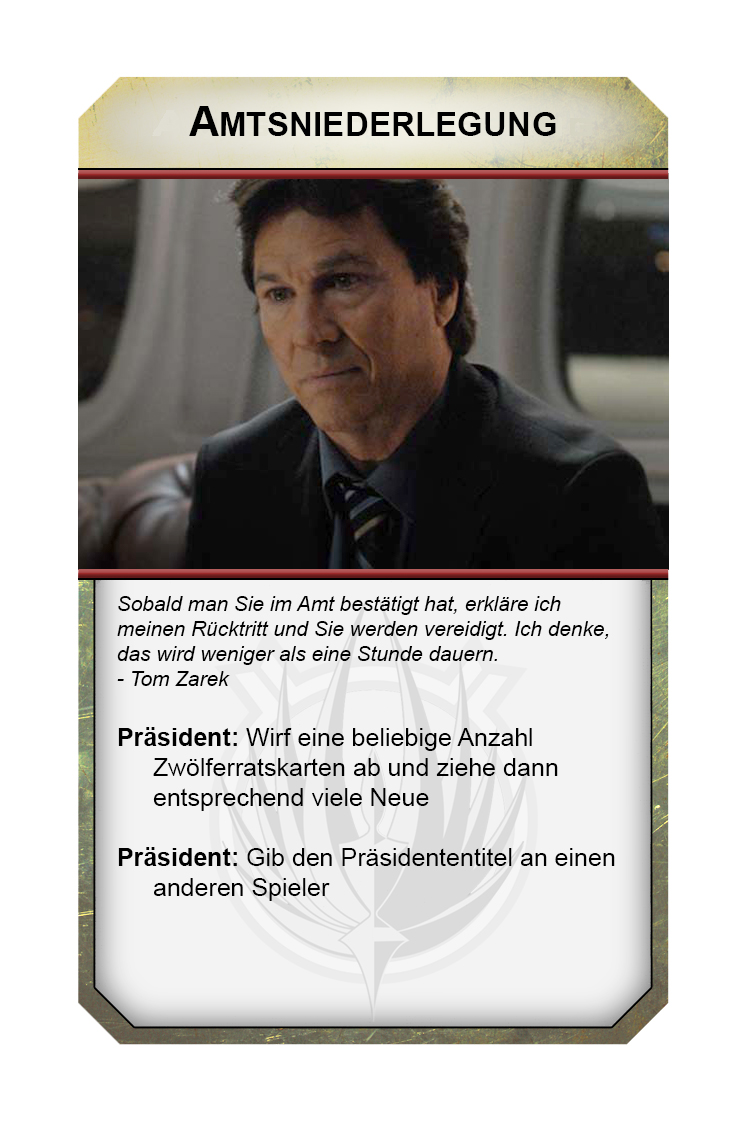 AMTSNIEDERLEGUNG
Sobald man Sie im Amt bestätigt hat, erkläre ich
meinen Rücktritt und Sie werden vereidigt. Ich denke,
das wird weniger als eine Stunde dauern.
- Tom Zarek
Präsident: Wirf eine beliebige Anzahl
Zwölferratskarten ab und ziehe dann
entsprechend viele Neue
Präsident: Gib den Präsidententitel an einen
anderen Spieler